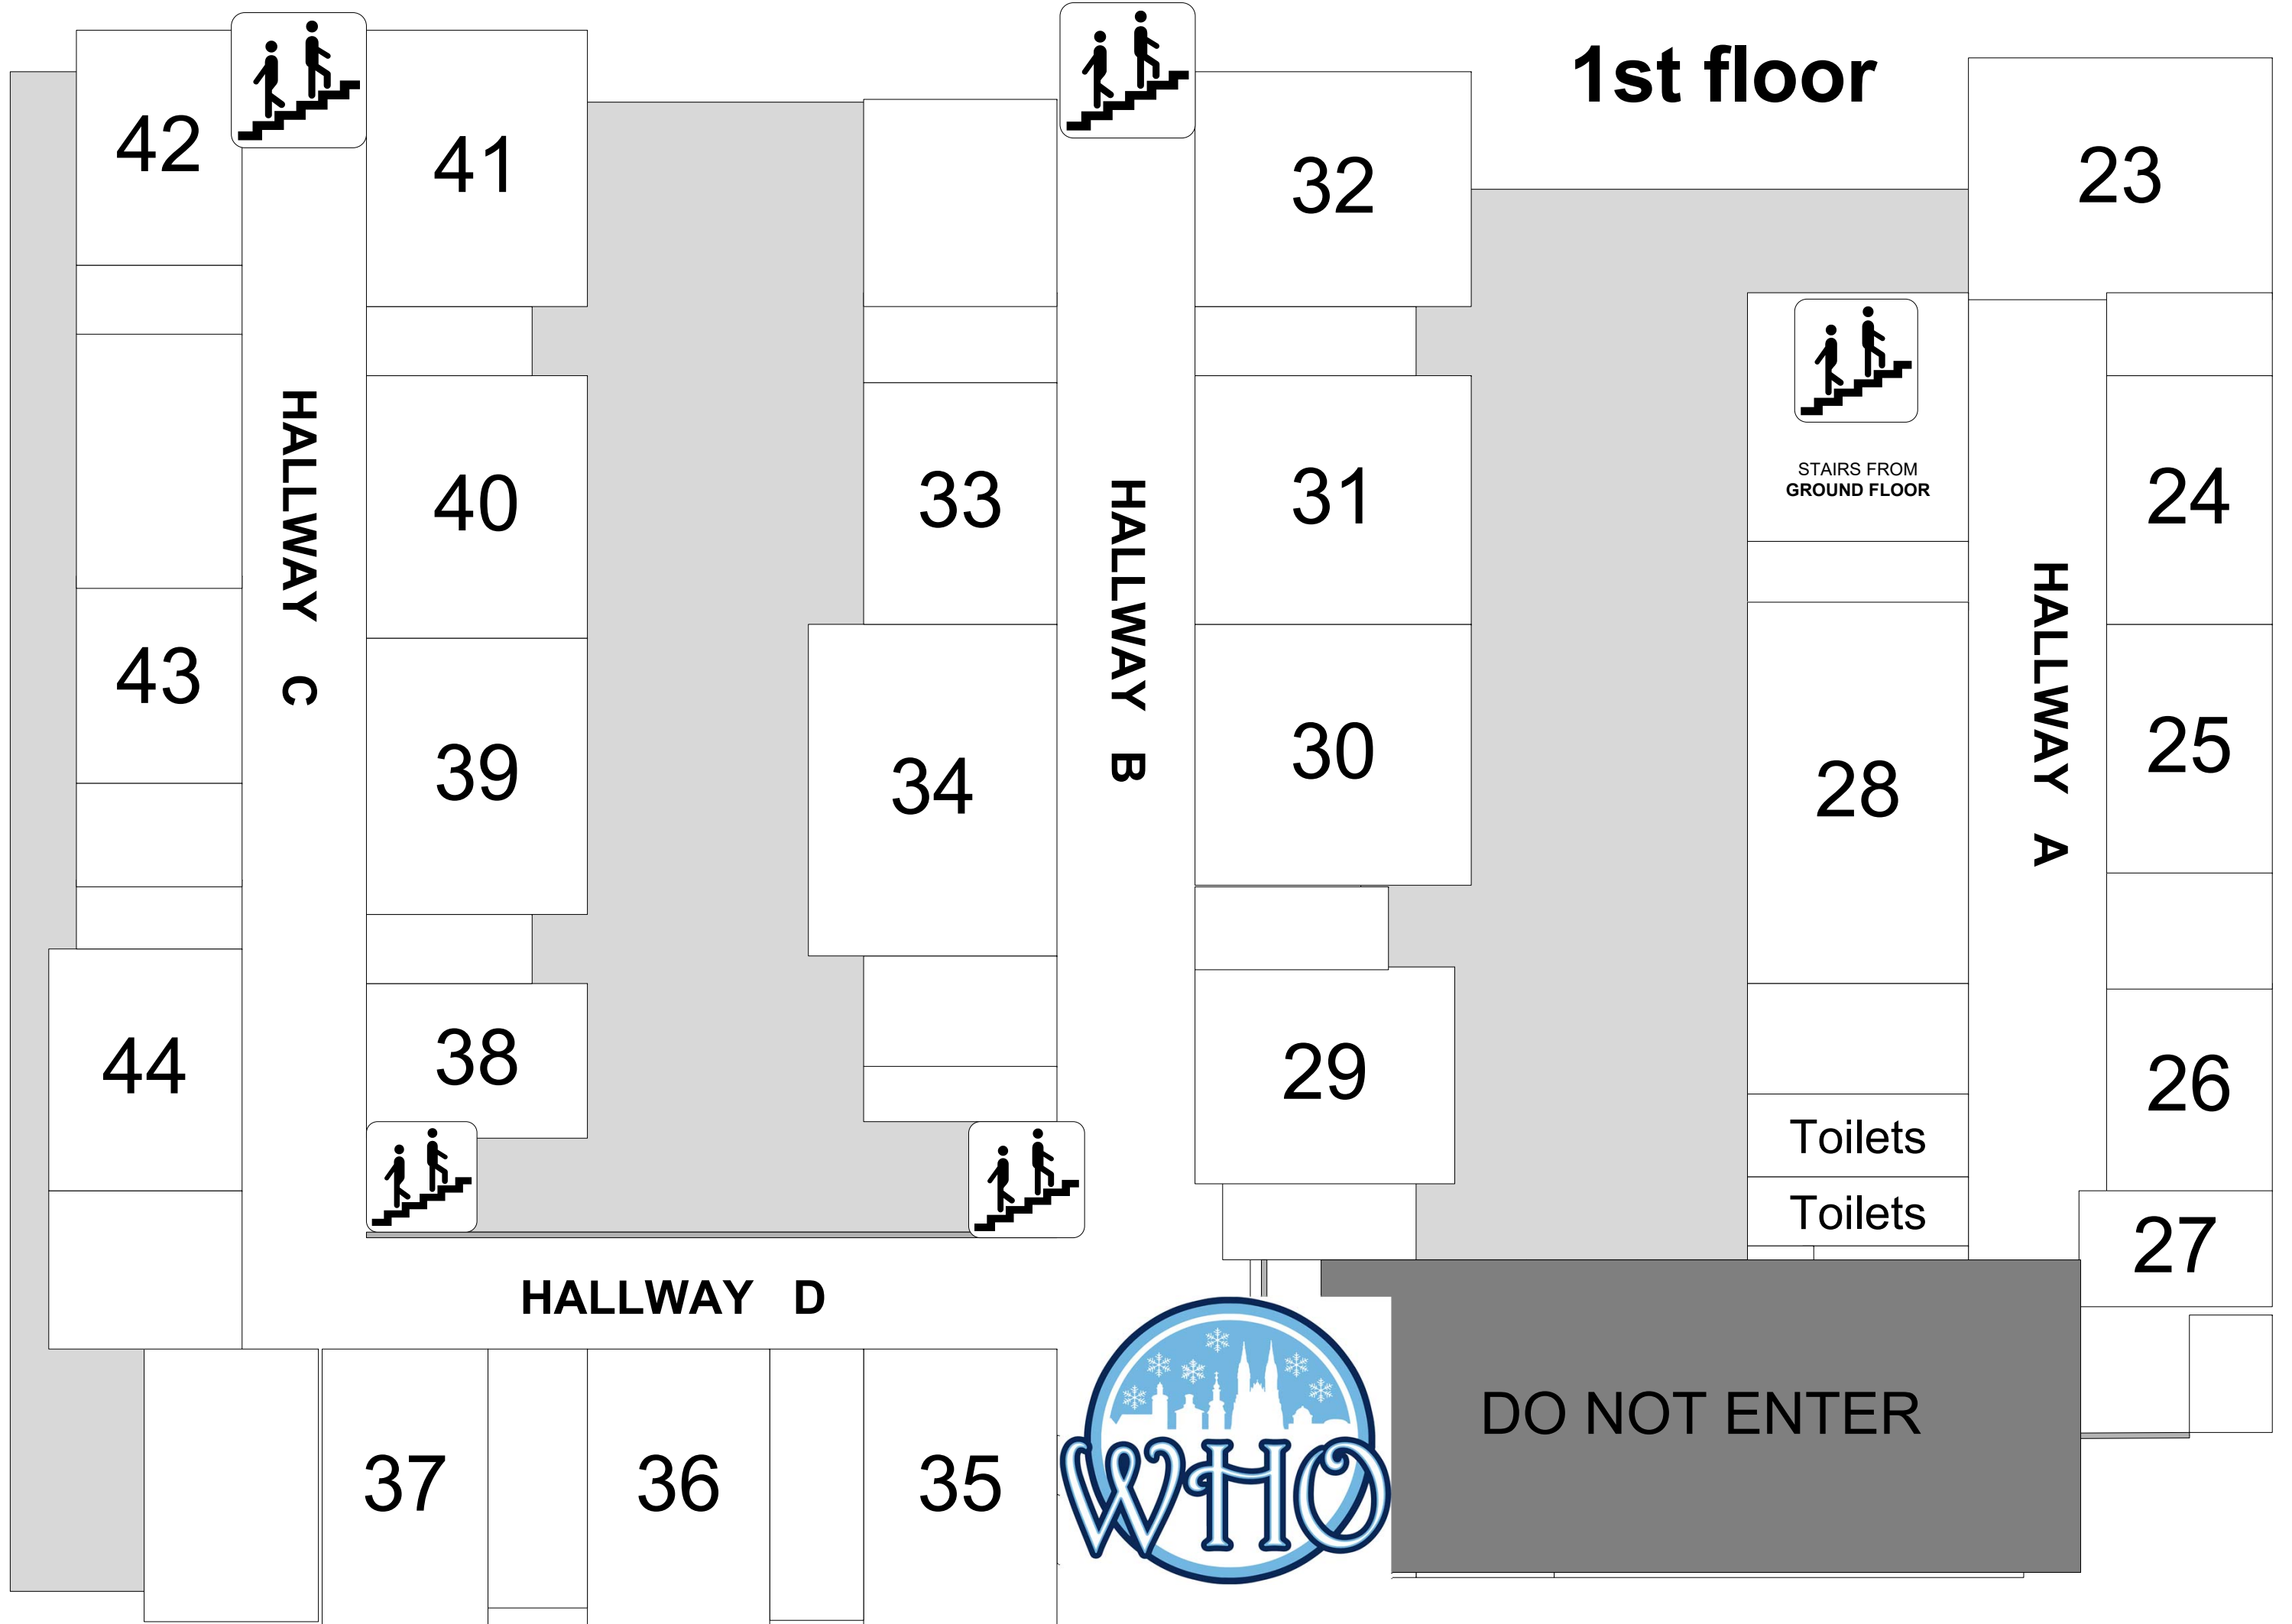 1st floor
42
41
32
23
HALLWAY C
40
33
HALLWAY B
31
STAIRS FROM
GROUND FLOOR
24
HALLWAY A
43
39
34
30
28
25
44
38
29
26
Toilets
Toilets
27
HALLWAY D
DO NOT ENTER
37
36
35
WHO